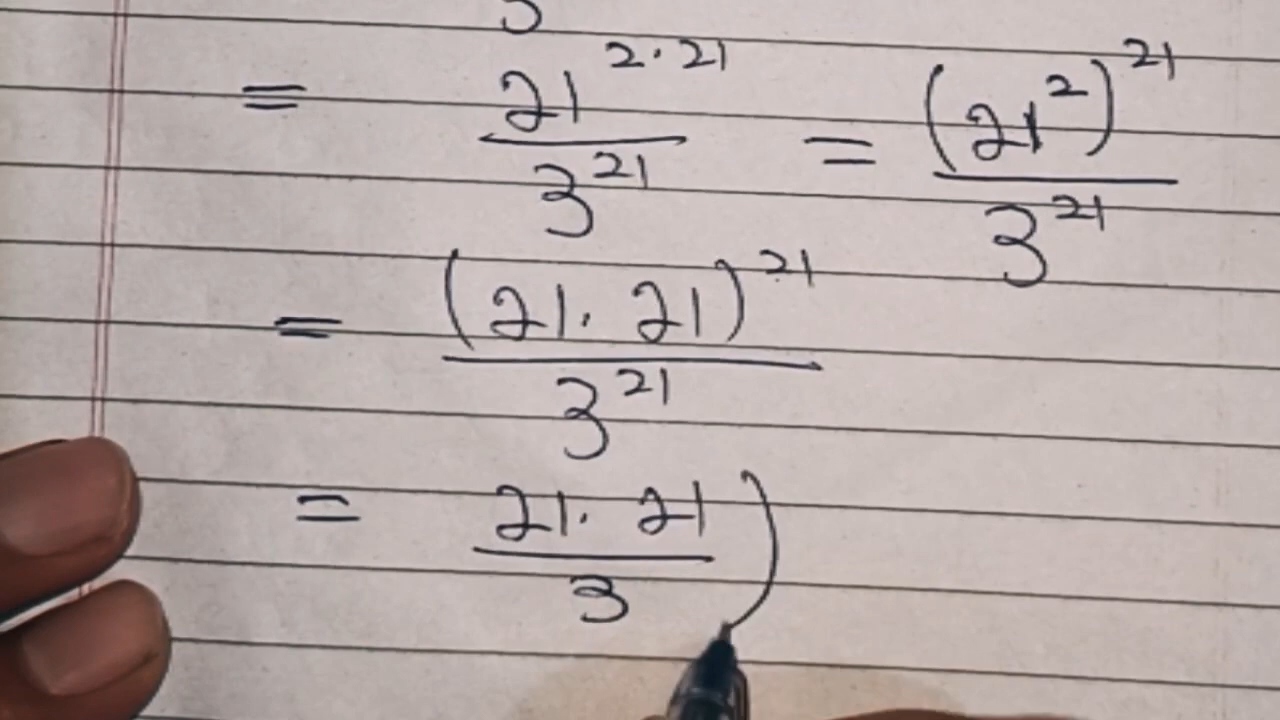 = 21^{2·21} / 3^{21} = (21^2)^{21} / 3^{21}
= (21 · 21)^{21} / 3^{21}
= 21 · 21 / 3 )